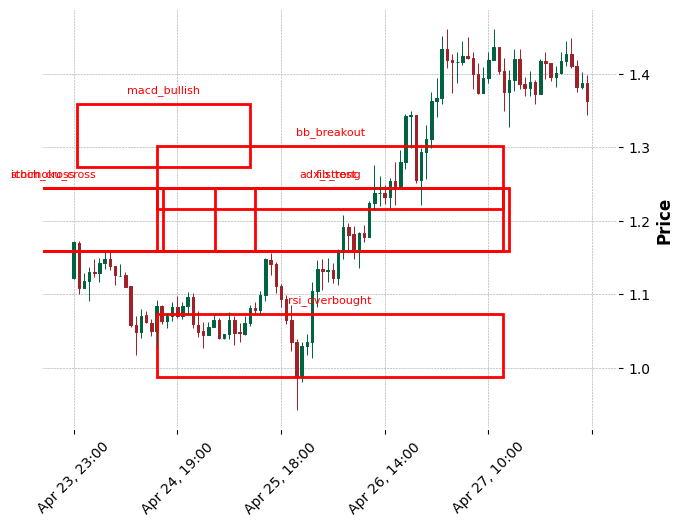 macd_bullish
bb_breakout
rsi_overbought
1.4
1.3
1.2
1.1
1.0
Price
Apr 23, 23:00
Apr 24, 19:00
Apr 25, 18:00
Apr 26, 14:00
Apr 27, 10:00